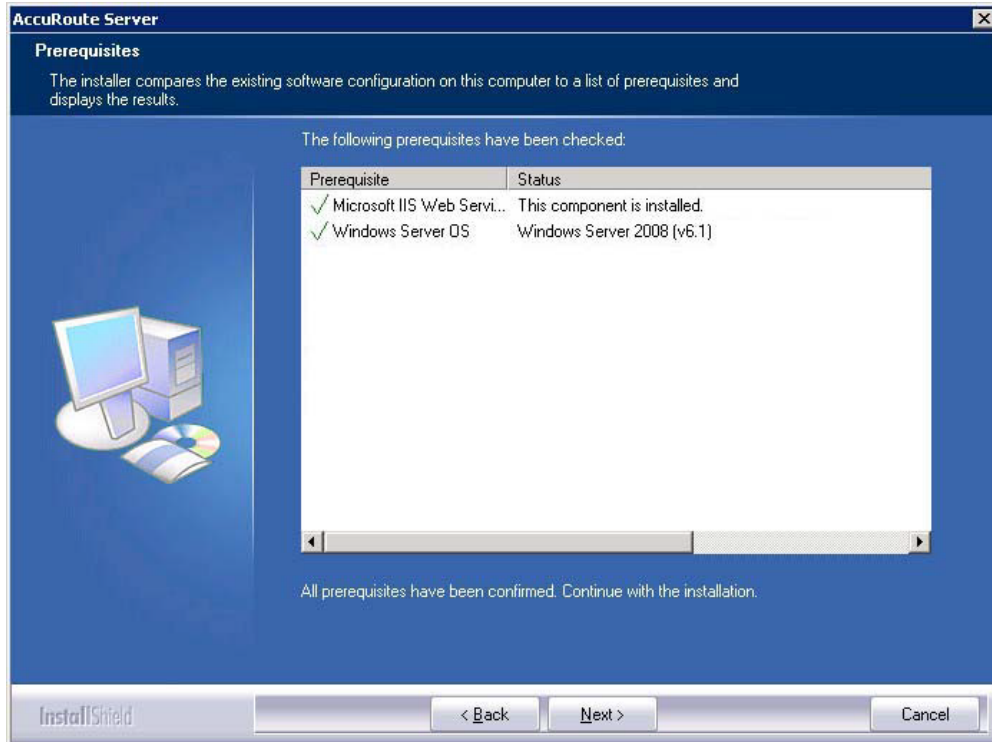 AccuRoute Server
Prerequisites
The installer compares the existing software configuration on this computer to a list of prerequisites and
displays the results.
The following prerequisites have been checked:
Prerequisite Status
Microsoft IIS Web Servi... This component is installed.
Windows Server OS Windows Server 2008 (v6.1)
All prerequisites have been confirmed. Continue with the installation.
InstallShield
< Back Next > Cancel